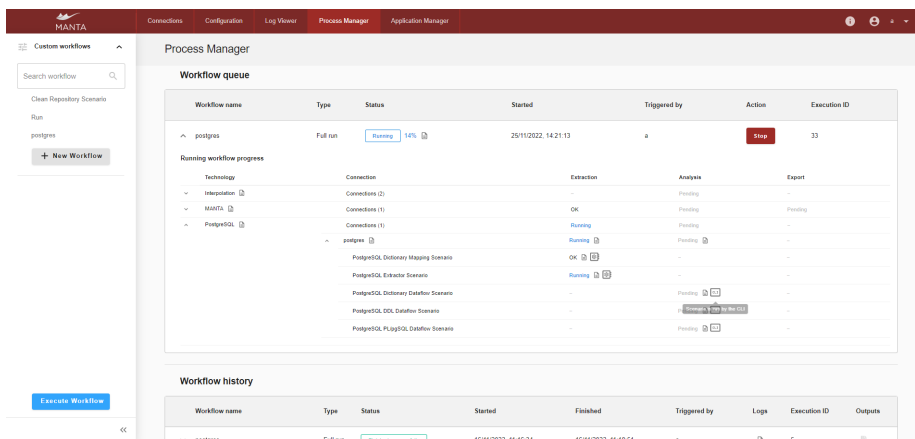 MANTA
Connections Configuration Log Viewer Process Manager Application Manager a
Custom workflows
Search workflow
Clean Repository Scenario
Run
postgres
+ New Workflow
Execute Workflow
Process Manager
Workflow queue
Workflow name Type Status Started Triggered by Action Execution ID
postgres Full run Running 14% 25/11/2022, 14:21:13 a Stop 33
Running workflow progress
Technology Connection Extraction Analysis Export
Interpolation Connections (2) - Pending -
MANTA Connections (1) OK Pending Pending
PostgreSQL Connections (1) Running Pending -
postgres Running Pending -
PostgreSQL Dictionary Mapping Scenario OK - -
PostgreSQL Extractor Scenario Running - -
PostgreSQL Dictionary Dataflow Scenario - Pending CLI -
by the CLI
PostgreSQL DDL Dataflow Scenario - -
PostgreSQL PL/pgSQL Dataflow Scenario - Pending CLI -
Workflow history
Workflow name Type Status Started Finished Triggered by Logs Execution ID Outputs